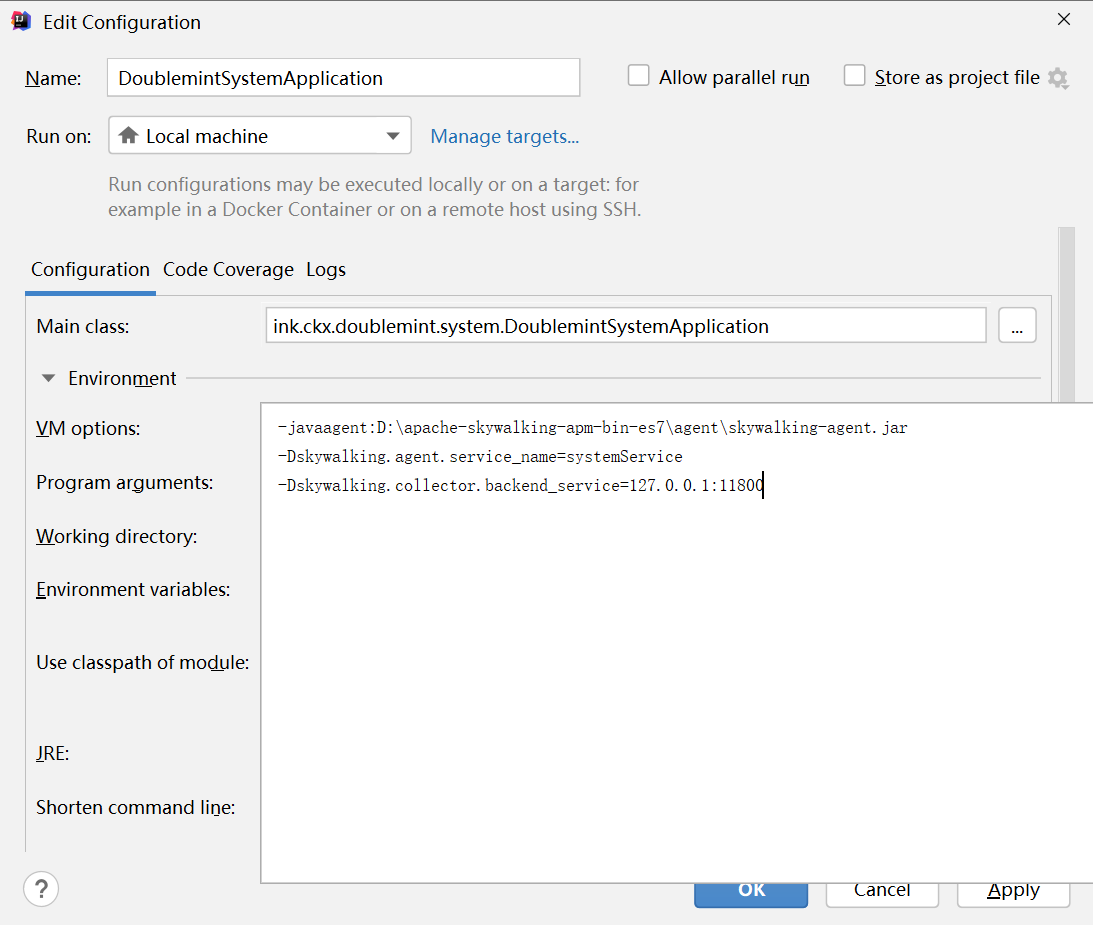 Edit Configuration
Name:
DoublemintSystemApplication
Allow parallel run
Store as project file
Run on:
Local machine
Manage targets...
Run configurations may be executed locally or on a target: for
example in a Docker Container or on a remote host using SSH.
Configuration
Code Coverage
Logs
Main class:
ink.ckx.doublemint.system.DoublemintSystemApplication
...
Environment
VM options:
-javaagent:D:\apache-skywalking-apm-bin-es7\agent\skywalking-agent.jar
-Dskywalking.agent.service_name=systemService
-Dskywalking.collector.backend_service=127.0.0.1:11800
Program arguments:
Working directory:
Environment variables:
Use classpath of module:
JRE:
Shorten command line:
?
OK
Cancel
Apply